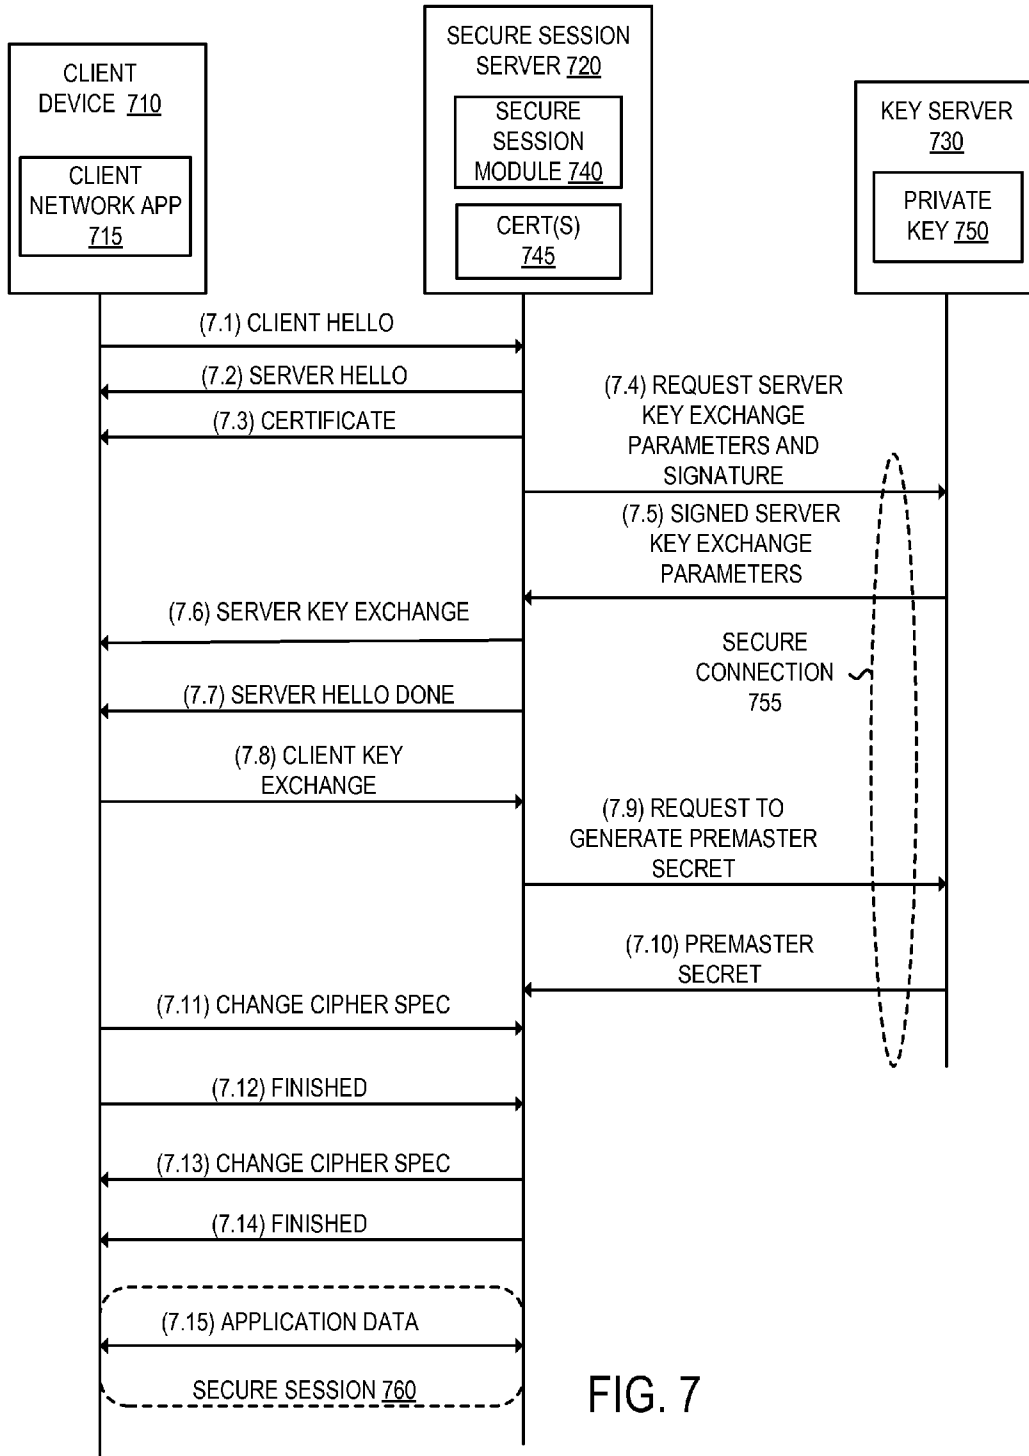 CLIENT
DEVICE 710
CLIENT
NETWORK APP
715
SECURE SESSION
SERVER 720
SECURE
SESSION
MODULE 740
CERT(S)
745
KEY SERVER
730
PRIVATE
KEY 750
(7.1) CLIENT HELLO
(7.2) SERVER HELLO
(7.3) CERTIFICATE
(7.4) REQUEST SERVER
KEY EXCHANGE
PARAMETERS AND
SIGNATURE
(7.5) SIGNED SERVER
KEY EXCHANGE
PARAMETERS
(7.6) SERVER KEY EXCHANGE
SECURE
CONNECTION
755
(7.7) SERVER HELLO DONE
(7.8) CLIENT KEY
EXCHANGE
(7.9) REQUEST TO
GENERATE PREMASTER
SECRET
(7.10) PREMASTER
SECRET
(7.11) CHANGE CIPHER SPEC
(7.12) FINISHED
(7.13) CHANGE CIPHER SPEC
(7.14) FINISHED
(7.15) APPLICATION DATA
SECURE SESSION 760
FIG. 7